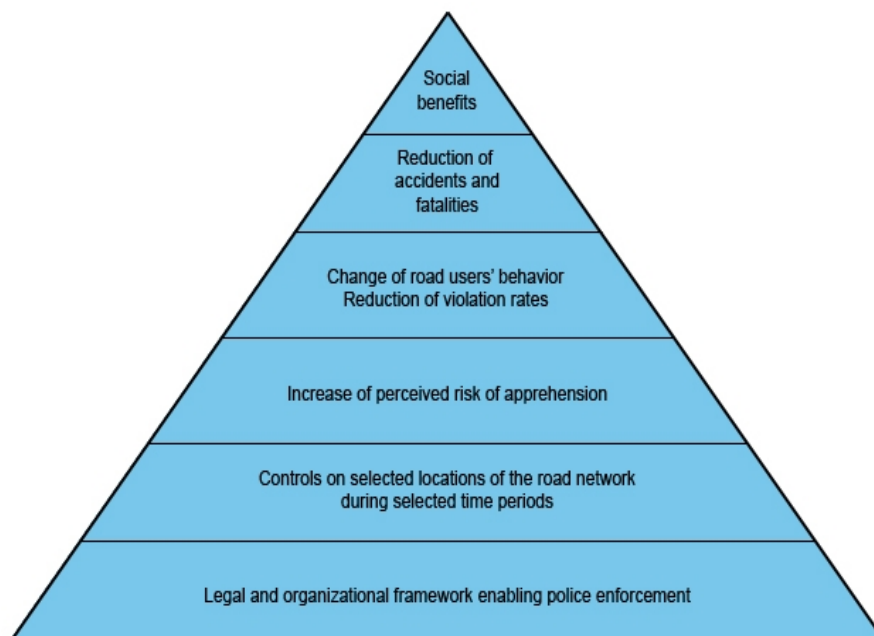 Social
benefits
Reduction of
accidents and
fatalities
Change of road users’ behavior
Reduction of violation rates
Increase of perceived risk of apprehension
Controls on selected locations of the road network
during selected time periods
Legal and organizational framework enabling police enforcement